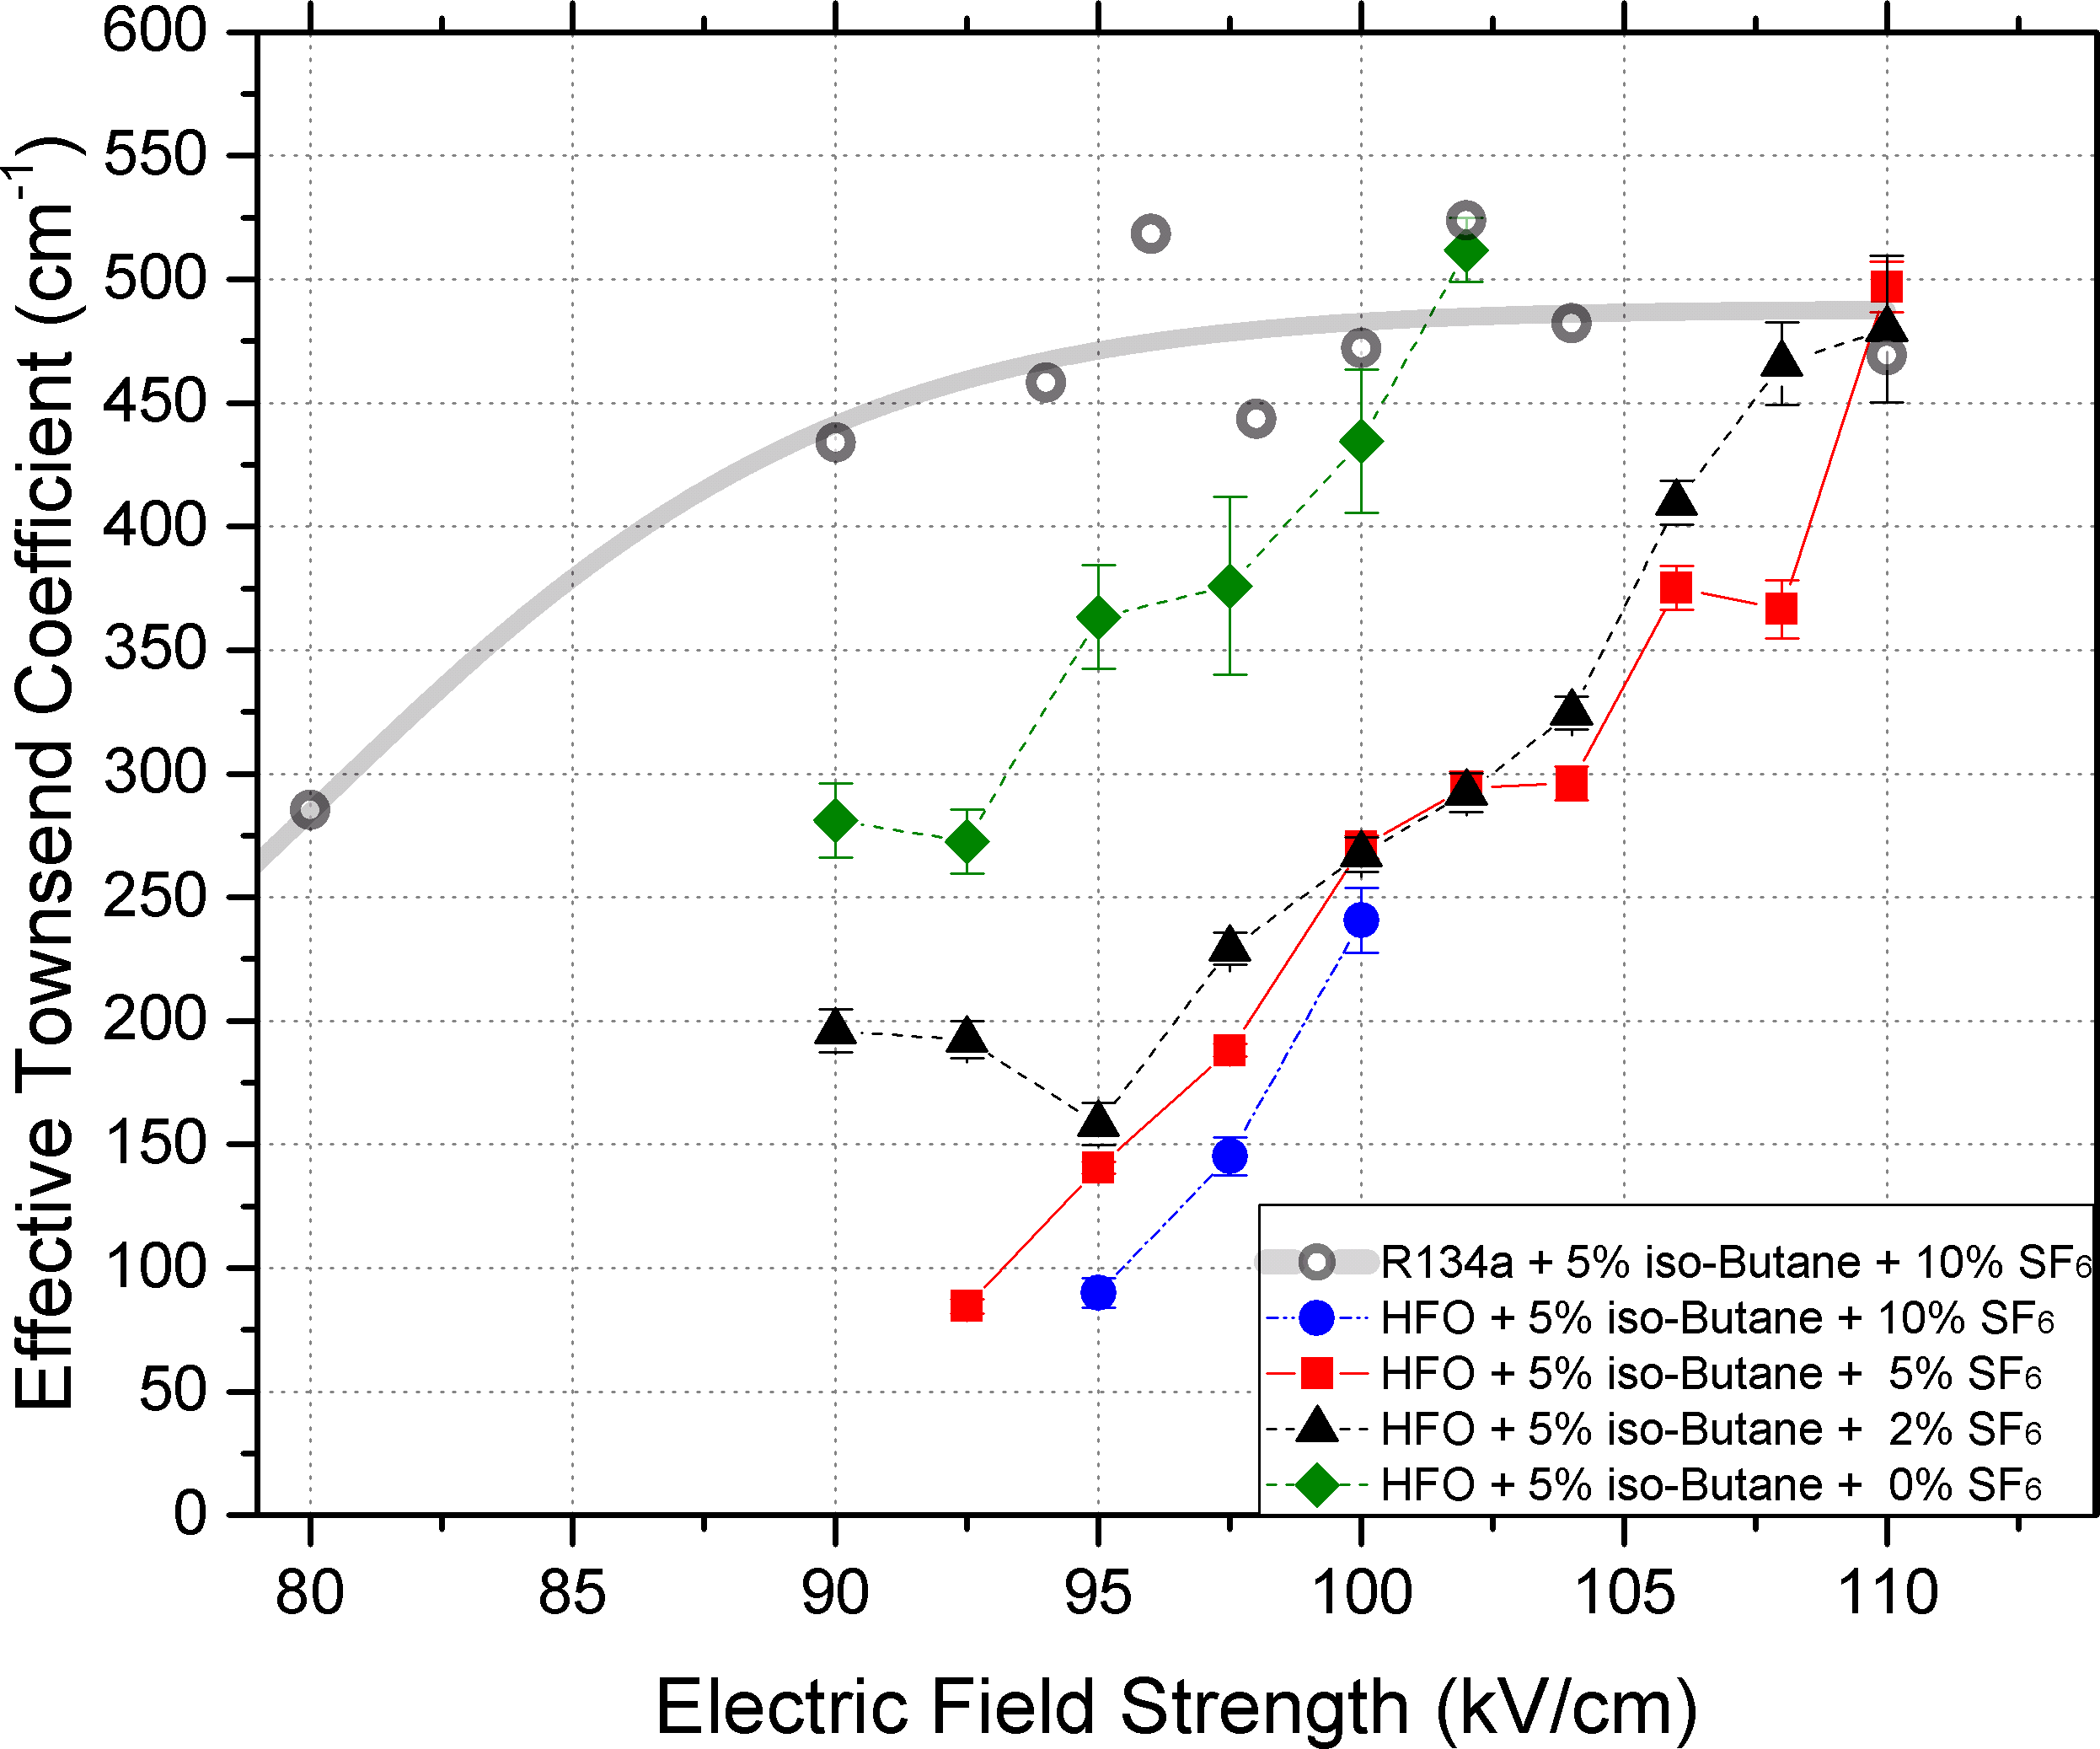 600
550
500
450
400
350
300
250
200
150
100
50
0
Effective Townsend Coefficient (cm⁻¹)
R134a + 5% iso-Butane + 10% SF₆
HFO + 5% iso-Butane + 10% SF₆
HFO + 5% iso-Butane + 5% SF₆
HFO + 5% iso-Butane + 2% SF₆
HFO + 5% iso-Butane + 0% SF₆
80 85 90 95 100 105 110
Electric Field Strength (kV/cm)